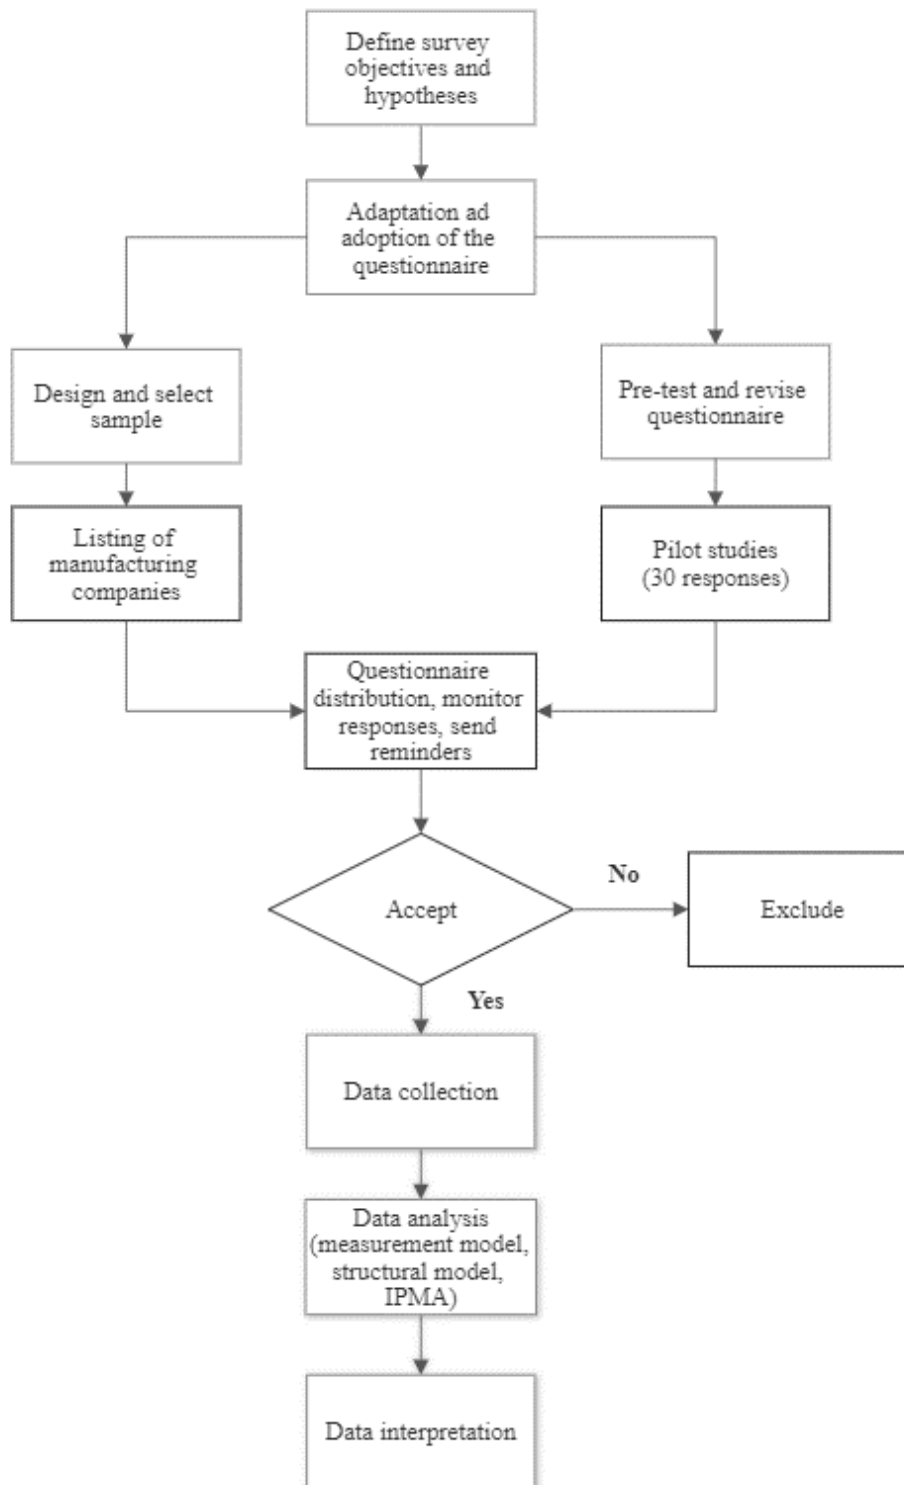 Define survey
objectives and
hypotheses
Adaptation ad
adoption of the
questionnaire
Design and select
sample
Pre-test and revise
questionnaire
Listing of
manufacturing
companies
Pilot studies
(30 responses)
Questionnaire
distribution, monitor
responses, send
reminders
Accept
No
Exclude
Yes
Data collection
Data analysis
(measurement model,
structural model,
IPMA)
Data interpretation